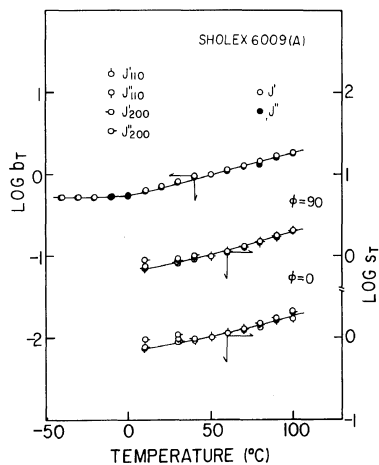 SHOLEX 6009 (A)
J'110
J''110
J'200
J''200
J'
J''
LOG bT
1
0
-1
-2
LOG sT
2
1
0
0
-1
φ=90
φ=0
-50
0
50
100
TEMPERATURE (°C)